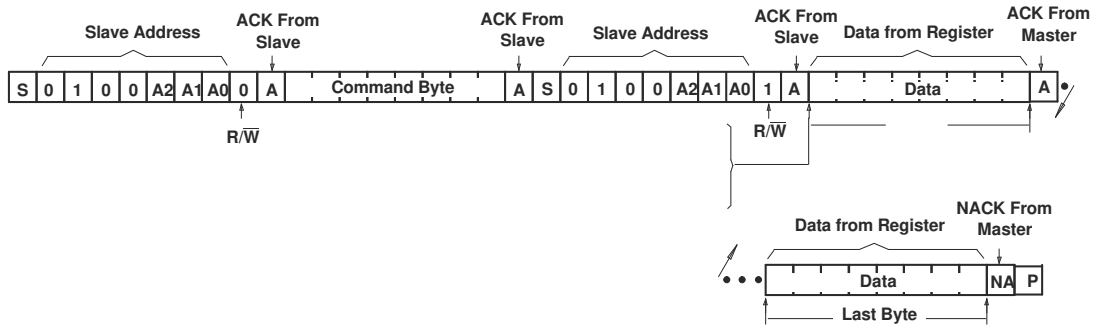 ACK From
Slave
Slave Address
ACK From
Slave
Slave Address
ACK From
Slave
Data from Register
ACK From
Master
S 0 1 0 0 A2 A1 A0 0 A Command Byte A S 0 1 0 0 A2 A1 A0 1 A Data A
R/W̅
R/W̅
Data from Register
NACK From
Master
Data NA P
Last Byte